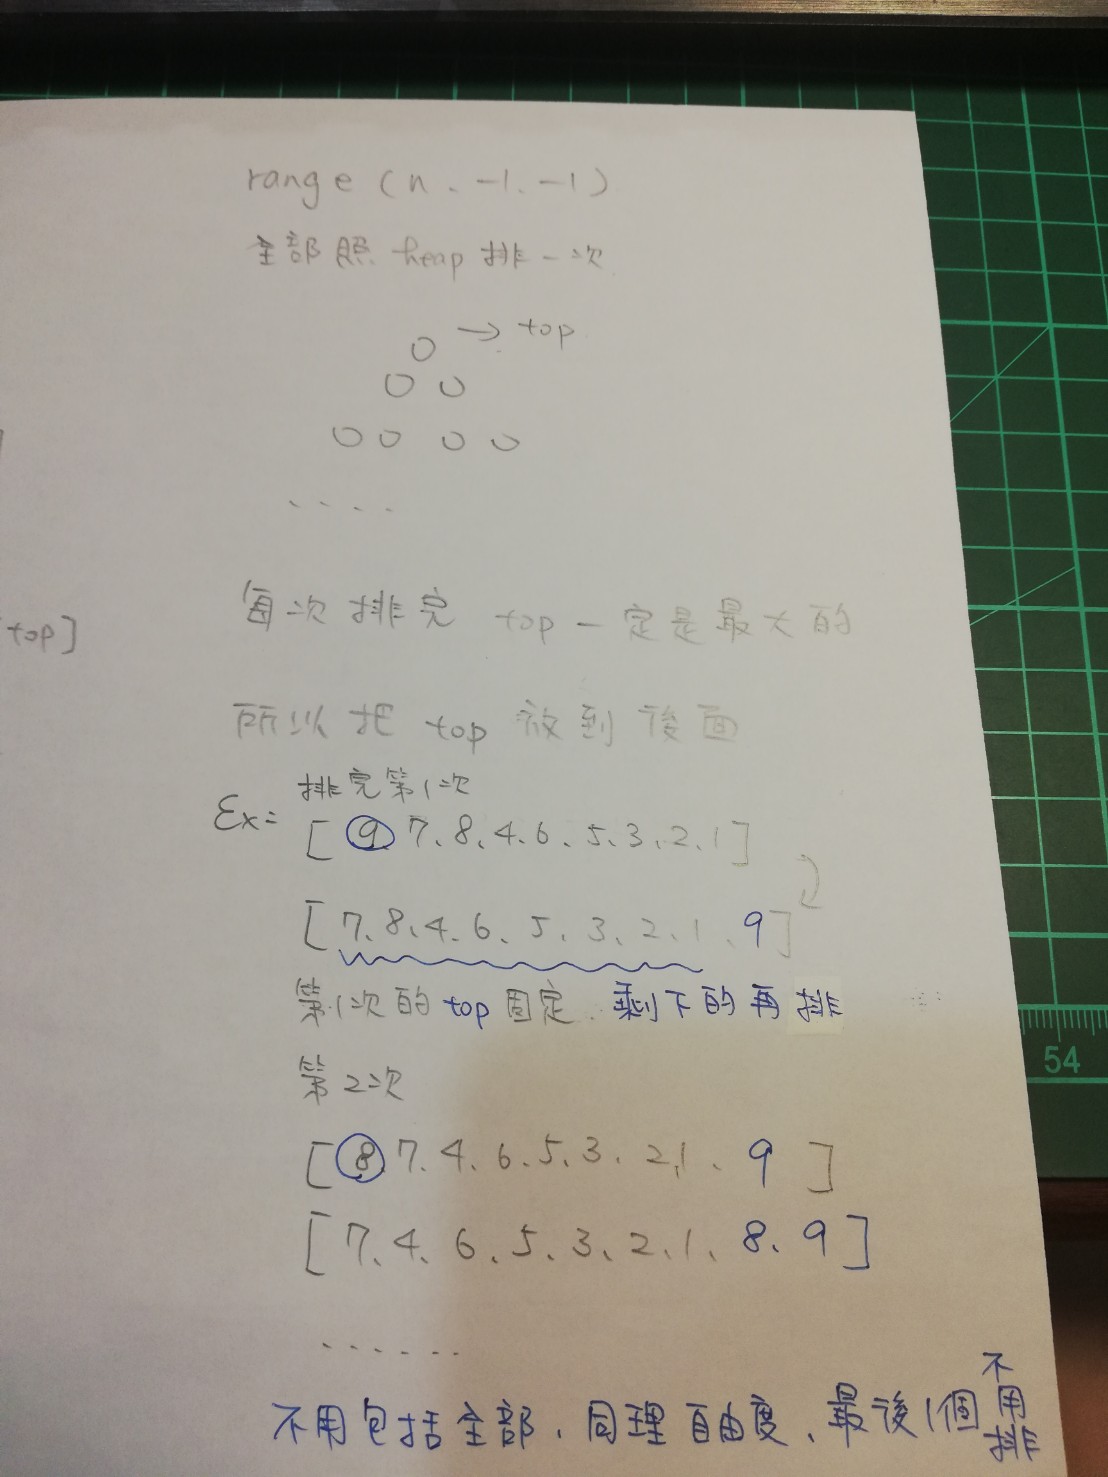 range (n、-1、-1)
全部照 heap 排一次
→ top
....
每次排完 top 一定是最大的
top]
所以把 top 放到後面
排完第1次
Ex=
[ 9 7、8、4、6、5、3、2、1 ]
[ 7、8、4、6、5、3、2、1、9 ]
第1次的 top 固定、剩下的再排
第2次
[ 8 7、4、6、5、3、2、1、9 ]
[ 7、4、6、5、3、2、1、8、9 ]
......
不用包括全部，同理自由度、最後1個不用排
54